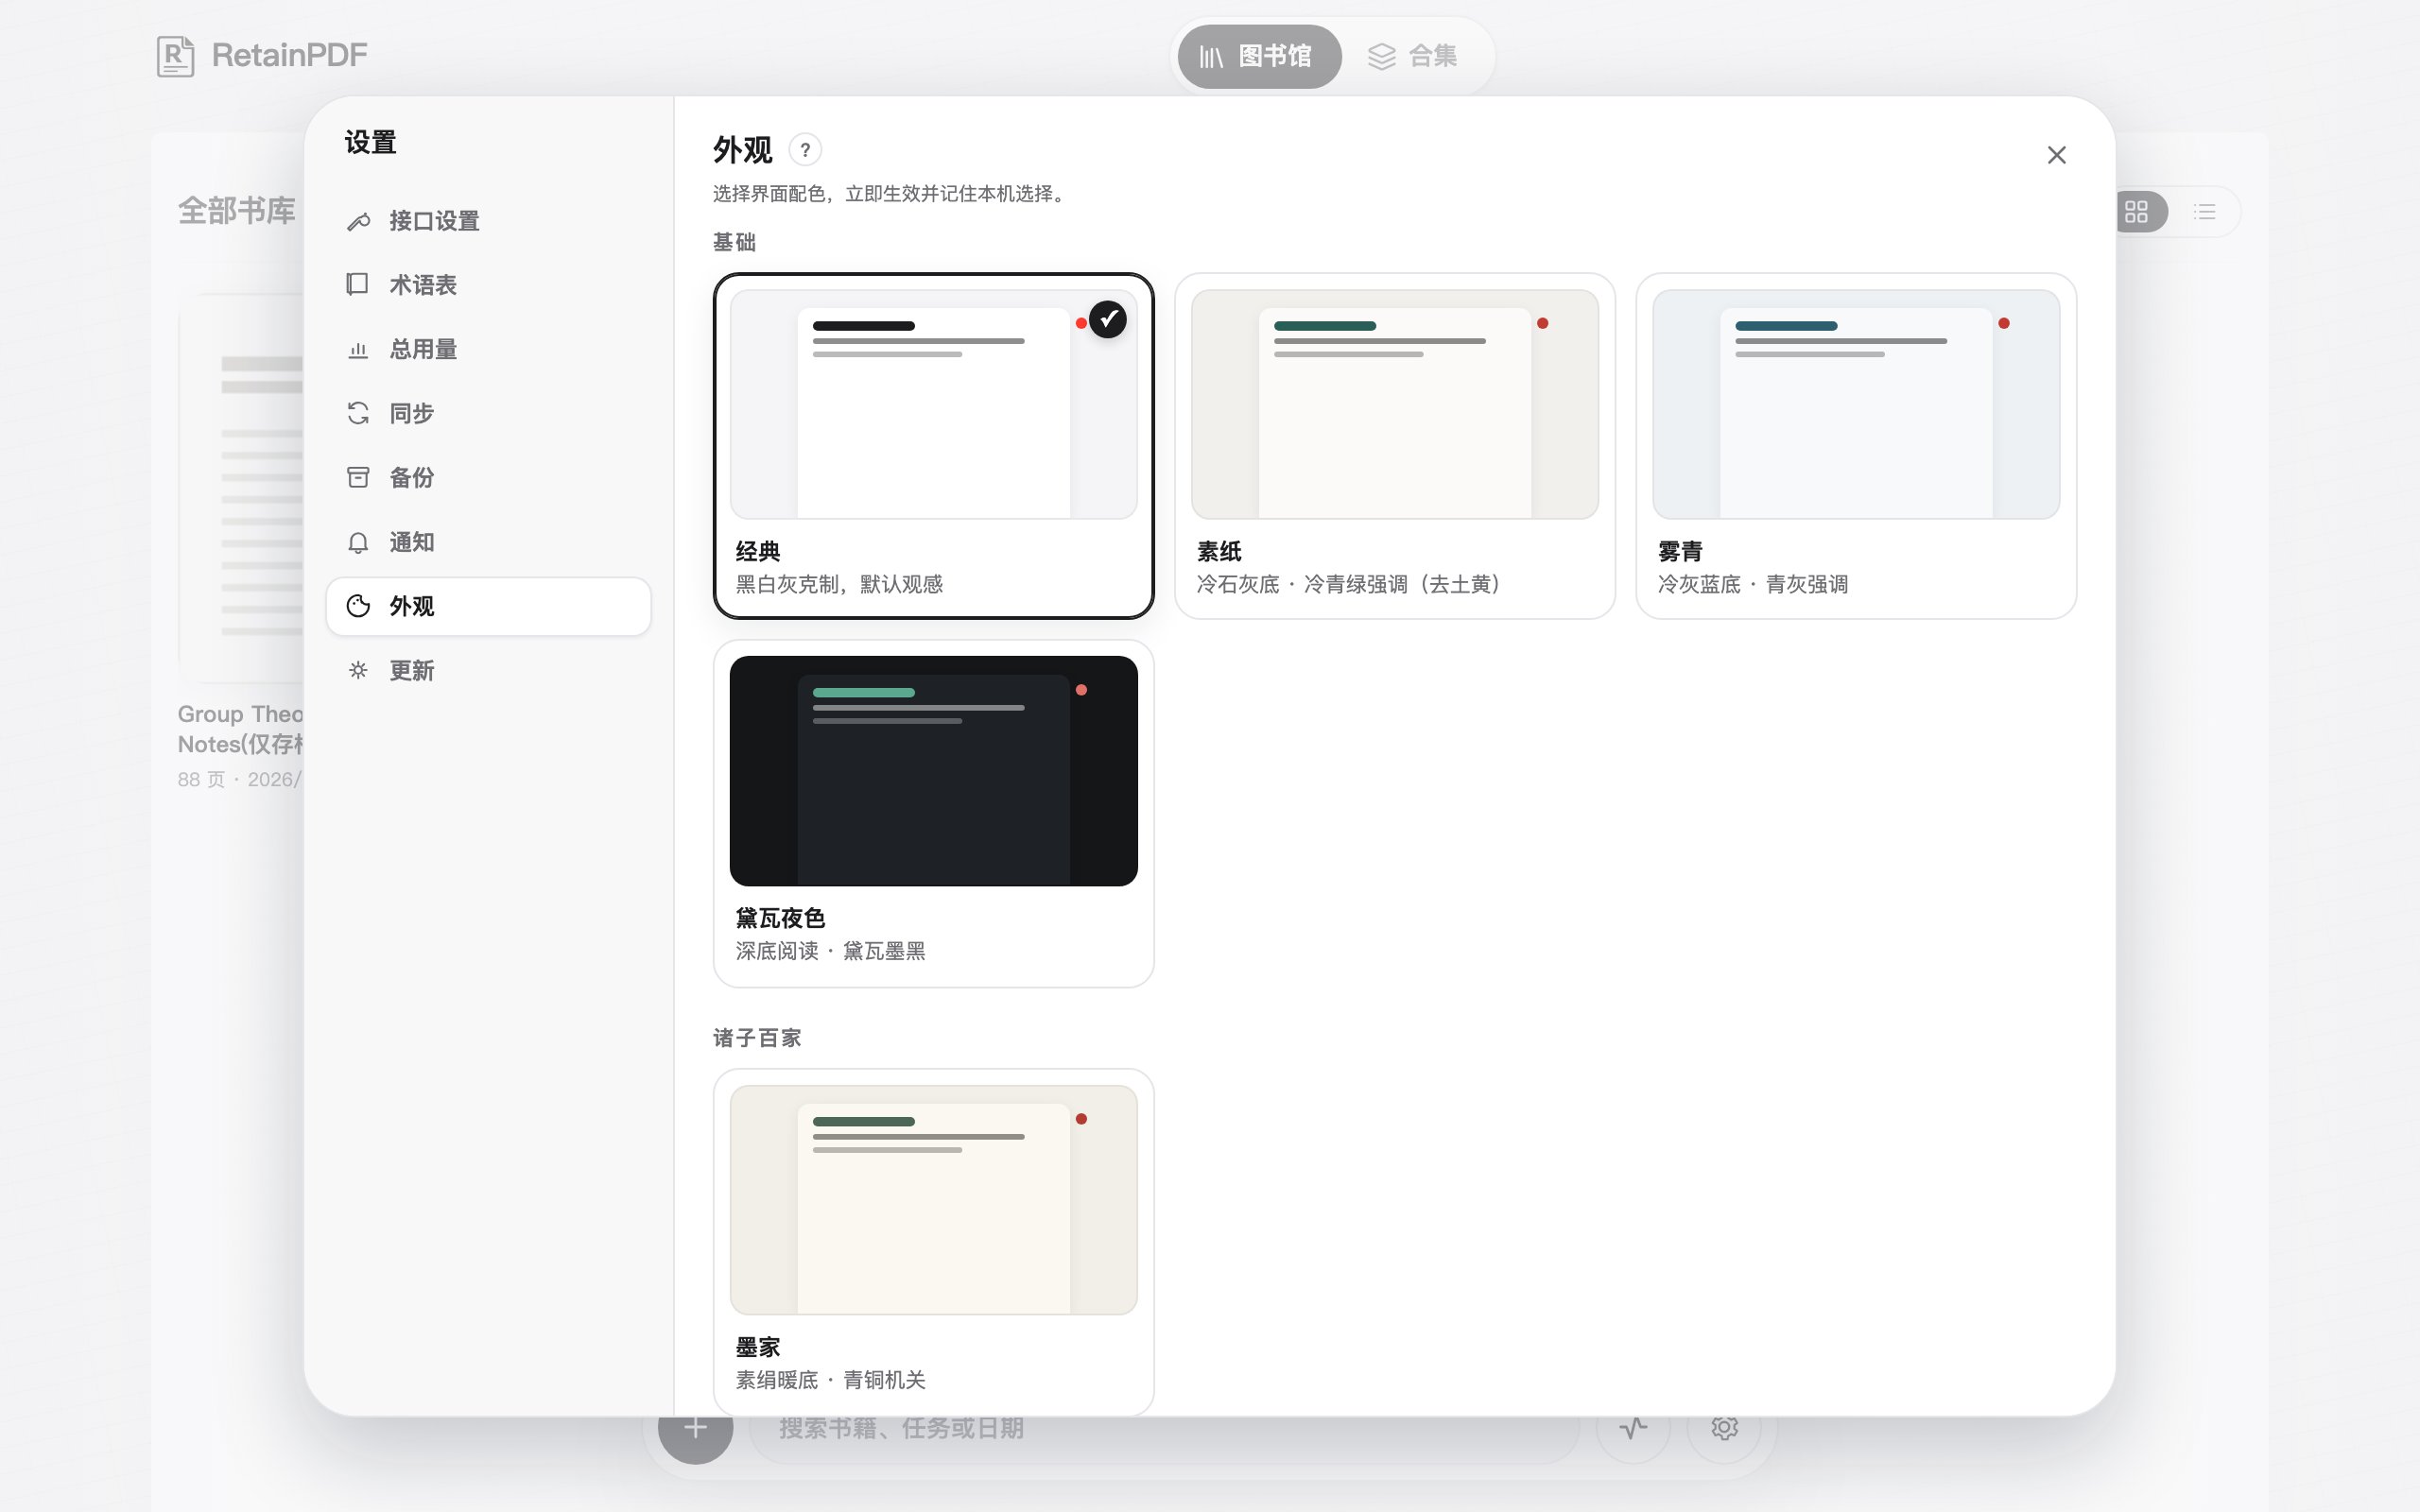 RetainPDF
图书馆
合集
设置
接口设置
术语表
总用量
同步
备份
通知
外观
更新
外观 ?
选择界面配色，立即生效并记住本机选择。
基础
经典
黑白灰克制，默认观感
素纸
冷石灰底 · 冷青绿强调（去土黄）
雾青
冷灰蓝底 · 青灰强调
黛瓦夜色
深底阅读 · 黛瓦墨黑
诸子百家
墨家
素绢暖底 · 青铜机关
全部书库
Group Theo
Notes(仅存
88 页 · 2026/
搜索书籍、任务或日期